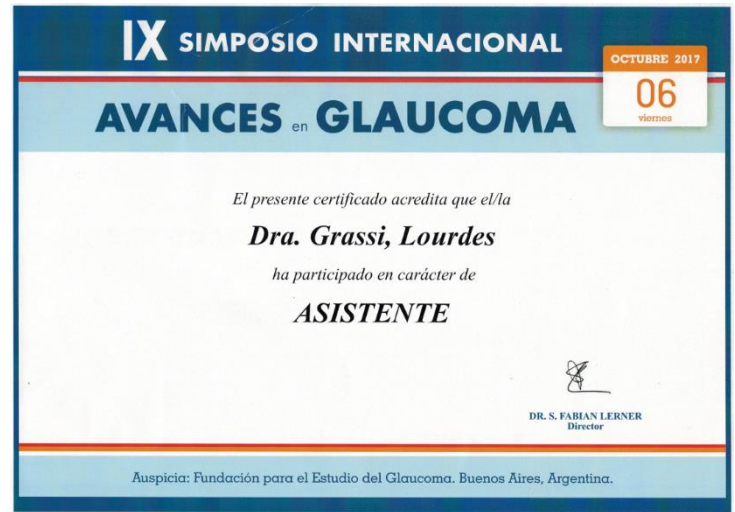 IX SIMPOSIO INTERNACIONAL
OCTUBRE 2017
06
viernes
AVANCES en GLAUCOMA
El presente certificado acredita que el/la
Dra. Grassi, Lourdes
ha participado en carácter de
ASISTENTE
DR. S. FABIAN LERNER
Director
Auspicia: Fundación para el Estudio del Glaucoma. Buenos Aires, Argentina.